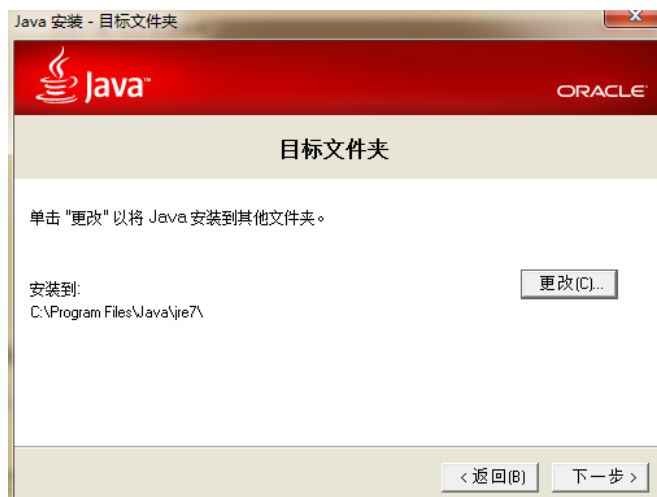 Java 安装 - 目标文件夹
Java™
ORACLE
目标文件夹
单击 "更改" 以将 Java 安装到其他文件夹。
更改(C)...
安装到:
C:\Program Files\Java\jre7\
< 返回(B)
下一步 >